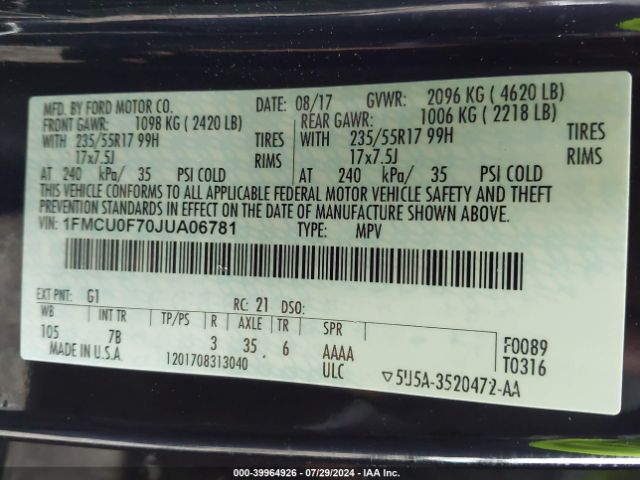 MFD. BY FORD MOTOR CO. DATE: 08/17 GVWR: 2096 KG ( 4620 LB)
FRONT GAWR: 1098 KG ( 2420 LB) REAR GAWR: 1006 KG ( 2218 LB)
WITH 235/55R17 99H TIRES WITH 235/55R17 99H TIRES
17x7.5J RIMS 17x7.5J RIMS
AT 240 kPa/ 35 PSI COLD AT 240 kPa/ 35 PSI COLD
THIS VEHICLE CONFORMS TO ALL APPLICABLE FEDERAL MOTOR VEHICLE SAFETY AND THEFT
PREVENTION STANDARDS IN EFFECT ON THE DATE OF MANUFACTURE SHOWN ABOVE.
VIN: 1FMCU0F70JUA06781 TYPE: MPV
EXT PNT: G1 RC: 21 DSO:
WB INT TR TP/PS R AXLE TR SPR
105 7B 3 35. 6 AAAA F0089
MADE IN U.S.A. 1201708313040 ULC T0316
▽5U5A-3520472-AA
000-39964926 - 07/29/2024 - IAAI.com